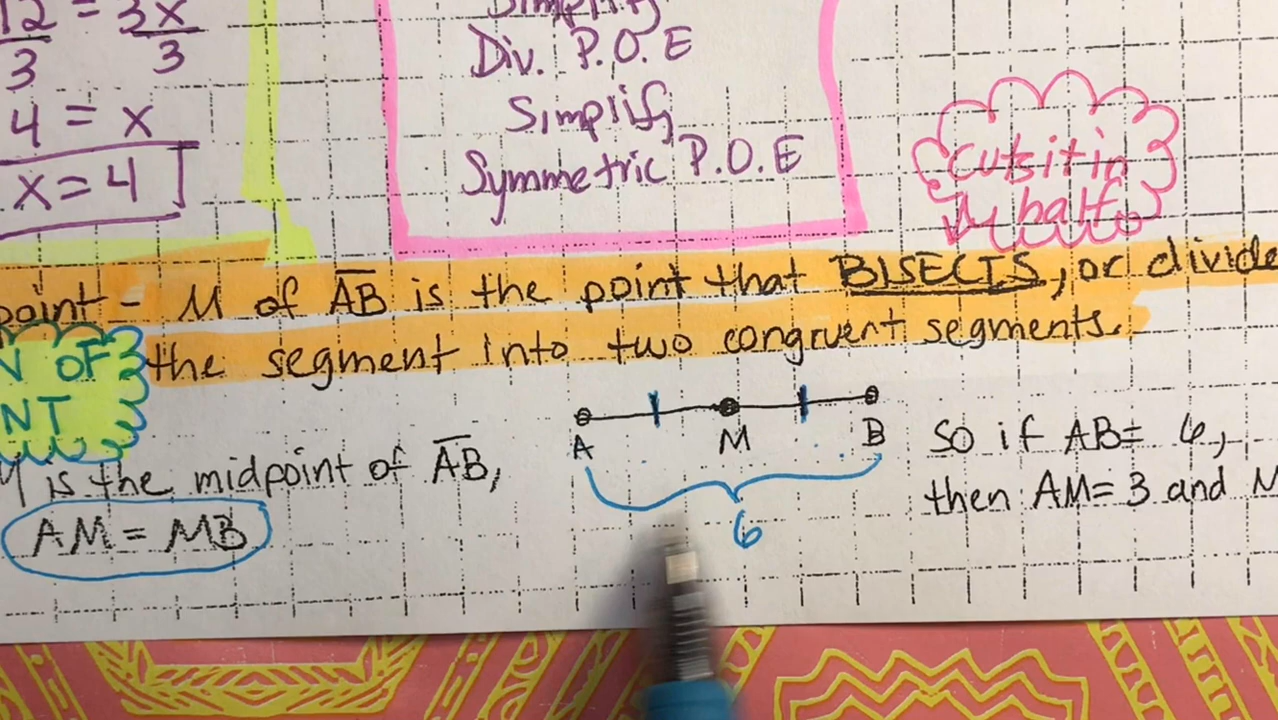 12 = 3x
3 3
4 = x
x = 4
Simplify
Div. P.O.E
Simplify
Symmetric P.O.E
Cuts it in
half
point - M of AB is the point that BISECTS, or divide
the segment into two congruent segments.
OF
NT
M is the midpoint of AB,
AM = MB
A M B
6
So if AB = 6,
then AM = 3 and M